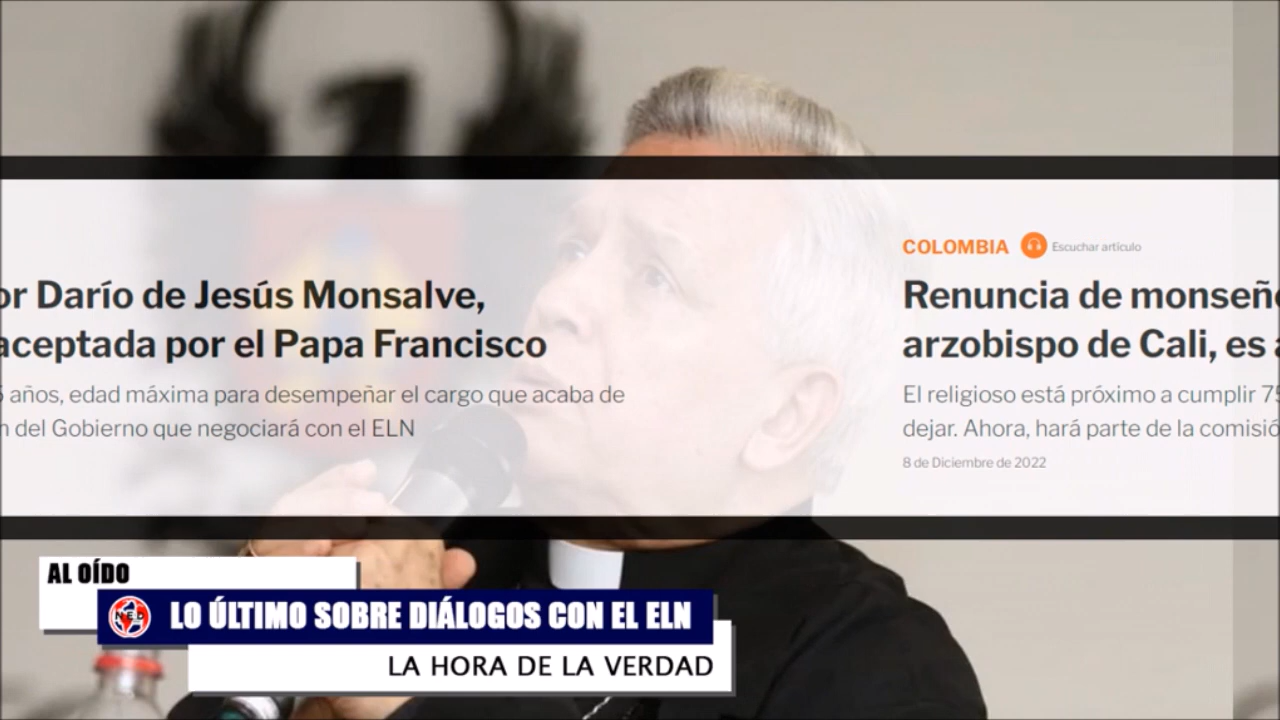 COLOMBIA Escuchar artículo
or Darío de Jesús Monsalve,
aceptada por el Papa Francisco
años, edad máxima para desempeñar el cargo que acaba de
del Gobierno que negociará con el ELN
Renuncia de monseñ
arzobispo de Cali, es a
El religioso está próximo a cumplir 75
dejar. Ahora, hará parte de la comisió
8 de Diciembre de 2022
AL OÍDO
LO ÚLTIMO SOBRE DIÁLOGOS CON EL ELN
LA HORA DE LA VERDAD